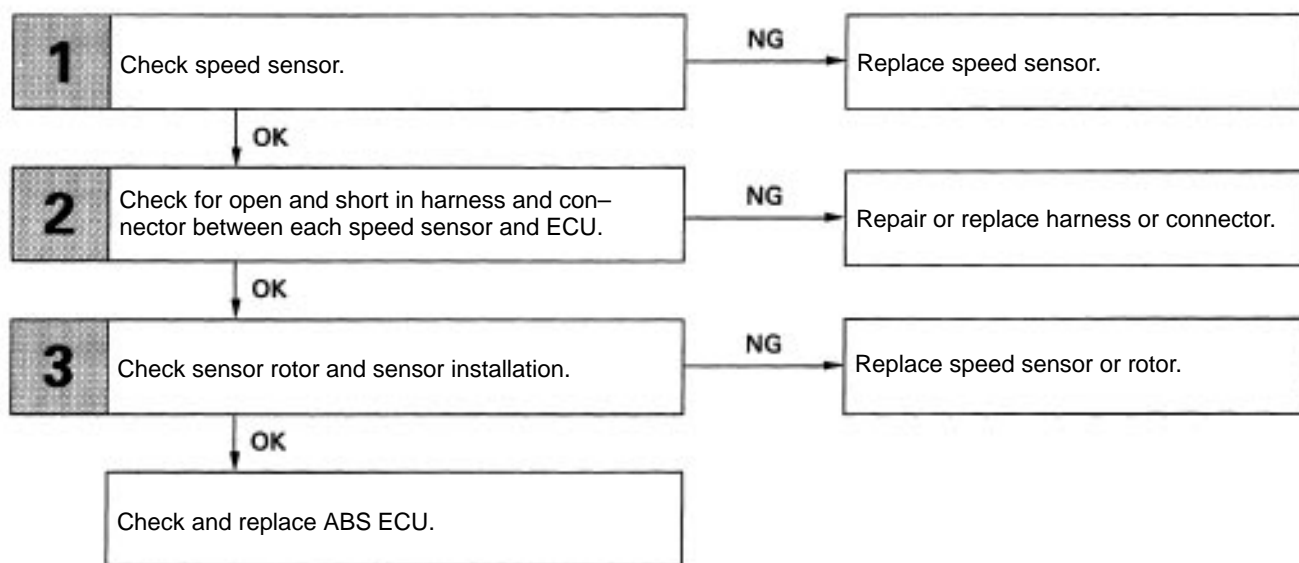 1
Check speed sensor.
NG
Replace speed sensor.
OK
2
Check for open and short in harness and con–
nector between each speed sensor and ECU.
NG
Repair or replace harness or connector.
OK
3
Check sensor rotor and sensor installation.
NG
Replace speed sensor or rotor.
OK
Check and replace ABS ECU.